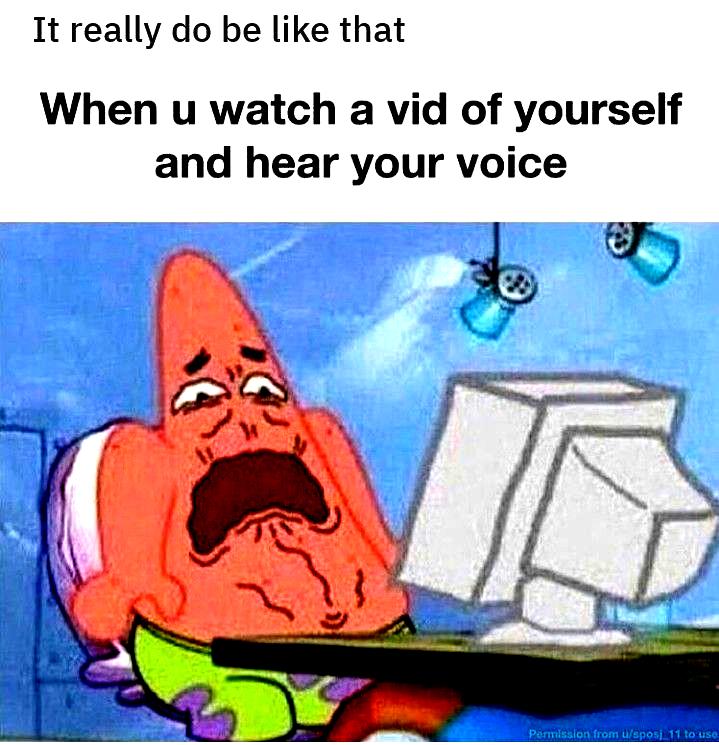 It really do be like that
When u watch a vid of yourself
and hear your voice
Permission from u/sposj_11 to use